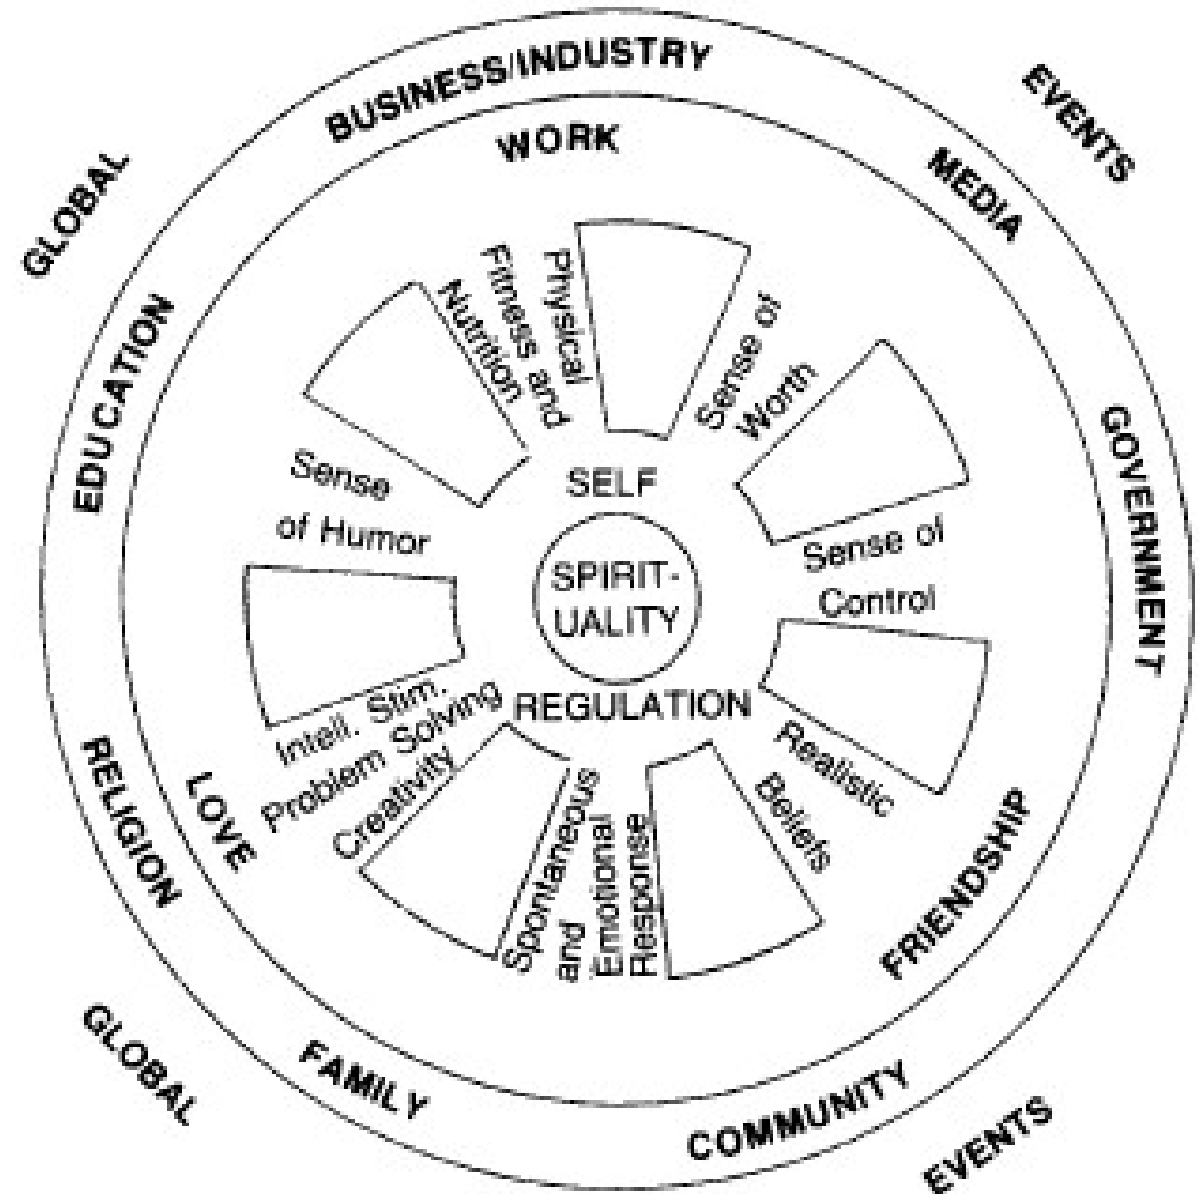 GLOBAL
EVENTS
BUSINESS/INDUSTRY
MEDIA
GOVERNMENT
COMMUNITY
FAMILY
RELIGION
EDUCATION
GLOBAL
EVENTS
WORK
FRIENDSHIP
LOVE
Physical
Fitness and
Nutrition
Sense of
Worth
Sense of
Control
Realistic
Beliefs
Spontaneous
and
Emotional
Response
Intell. Stim.
Problem Solving
Creativity
Sense
of Humor
SELF
SPIRIT-
UALITY
REGULATION